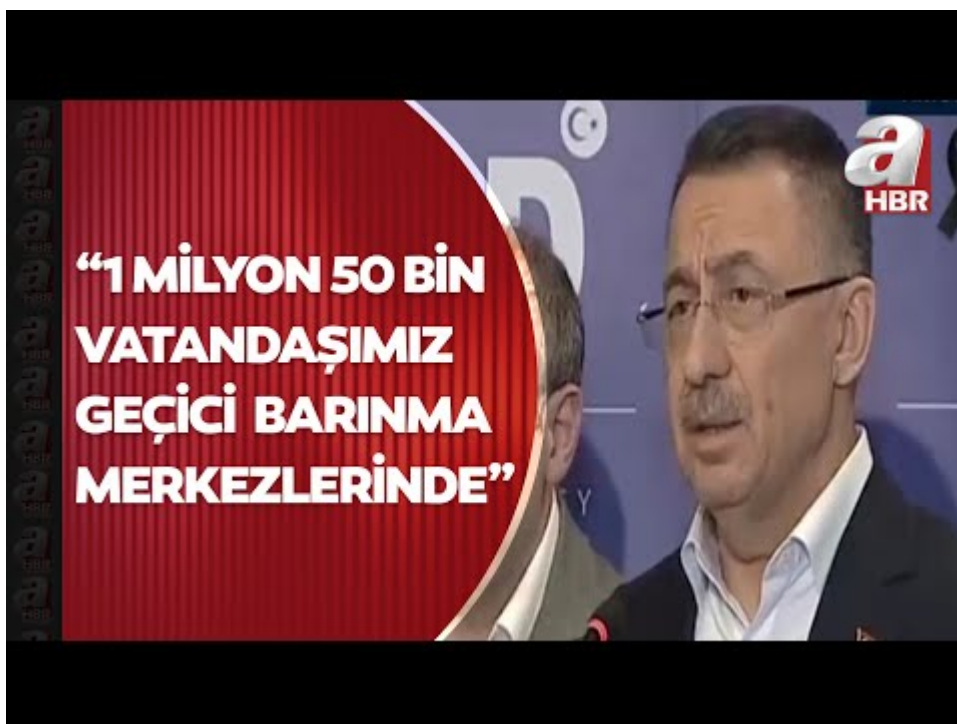 “1 MİLYON 50 BİN
VATANDAŞIMIZ
GEÇİCİ BARINMA
MERKEZLERİNDE”
a
HBR
D
E Y